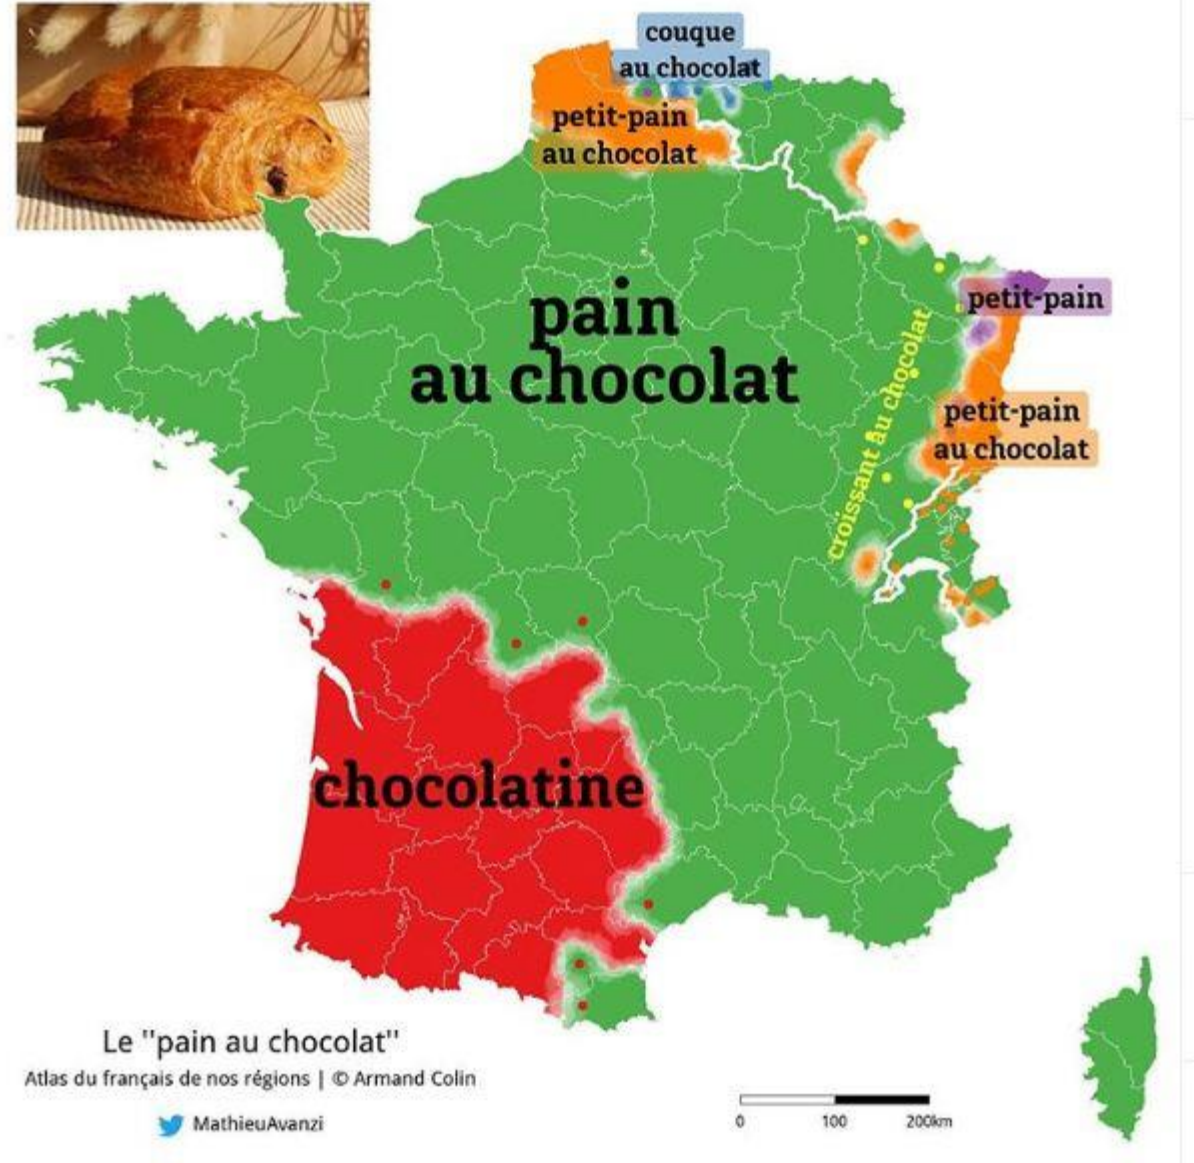 couque
au chocolat
petit-pain
au chocolat
petit-pain
pain
au chocolat
croissant au chocolat
petit-pain
au chocolat
chocolatine
Le "pain au chocolat"
Atlas du français de nos régions | © Armand Colin
MathieuAvanzi
0 100 200km